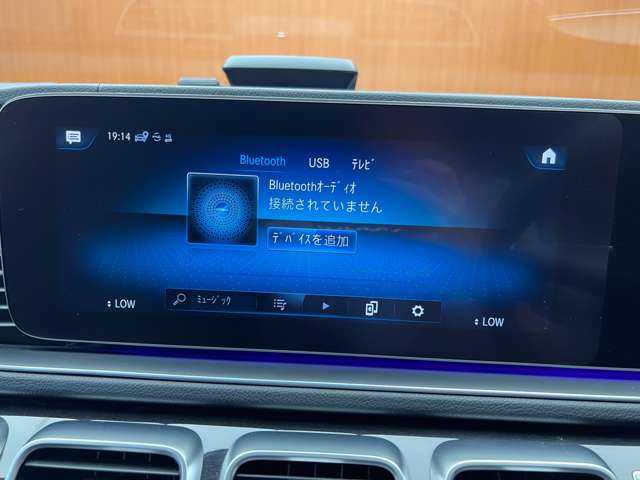 19:14
Bluetooth USB ﾃﾚﾋﾞ
Bluetoothｵｰﾃﾞｨｵ
接続されていません
ﾃﾞﾊﾞｲｽを追加
ﾐｭｰｼﾞｯｸ
LOW
LOW